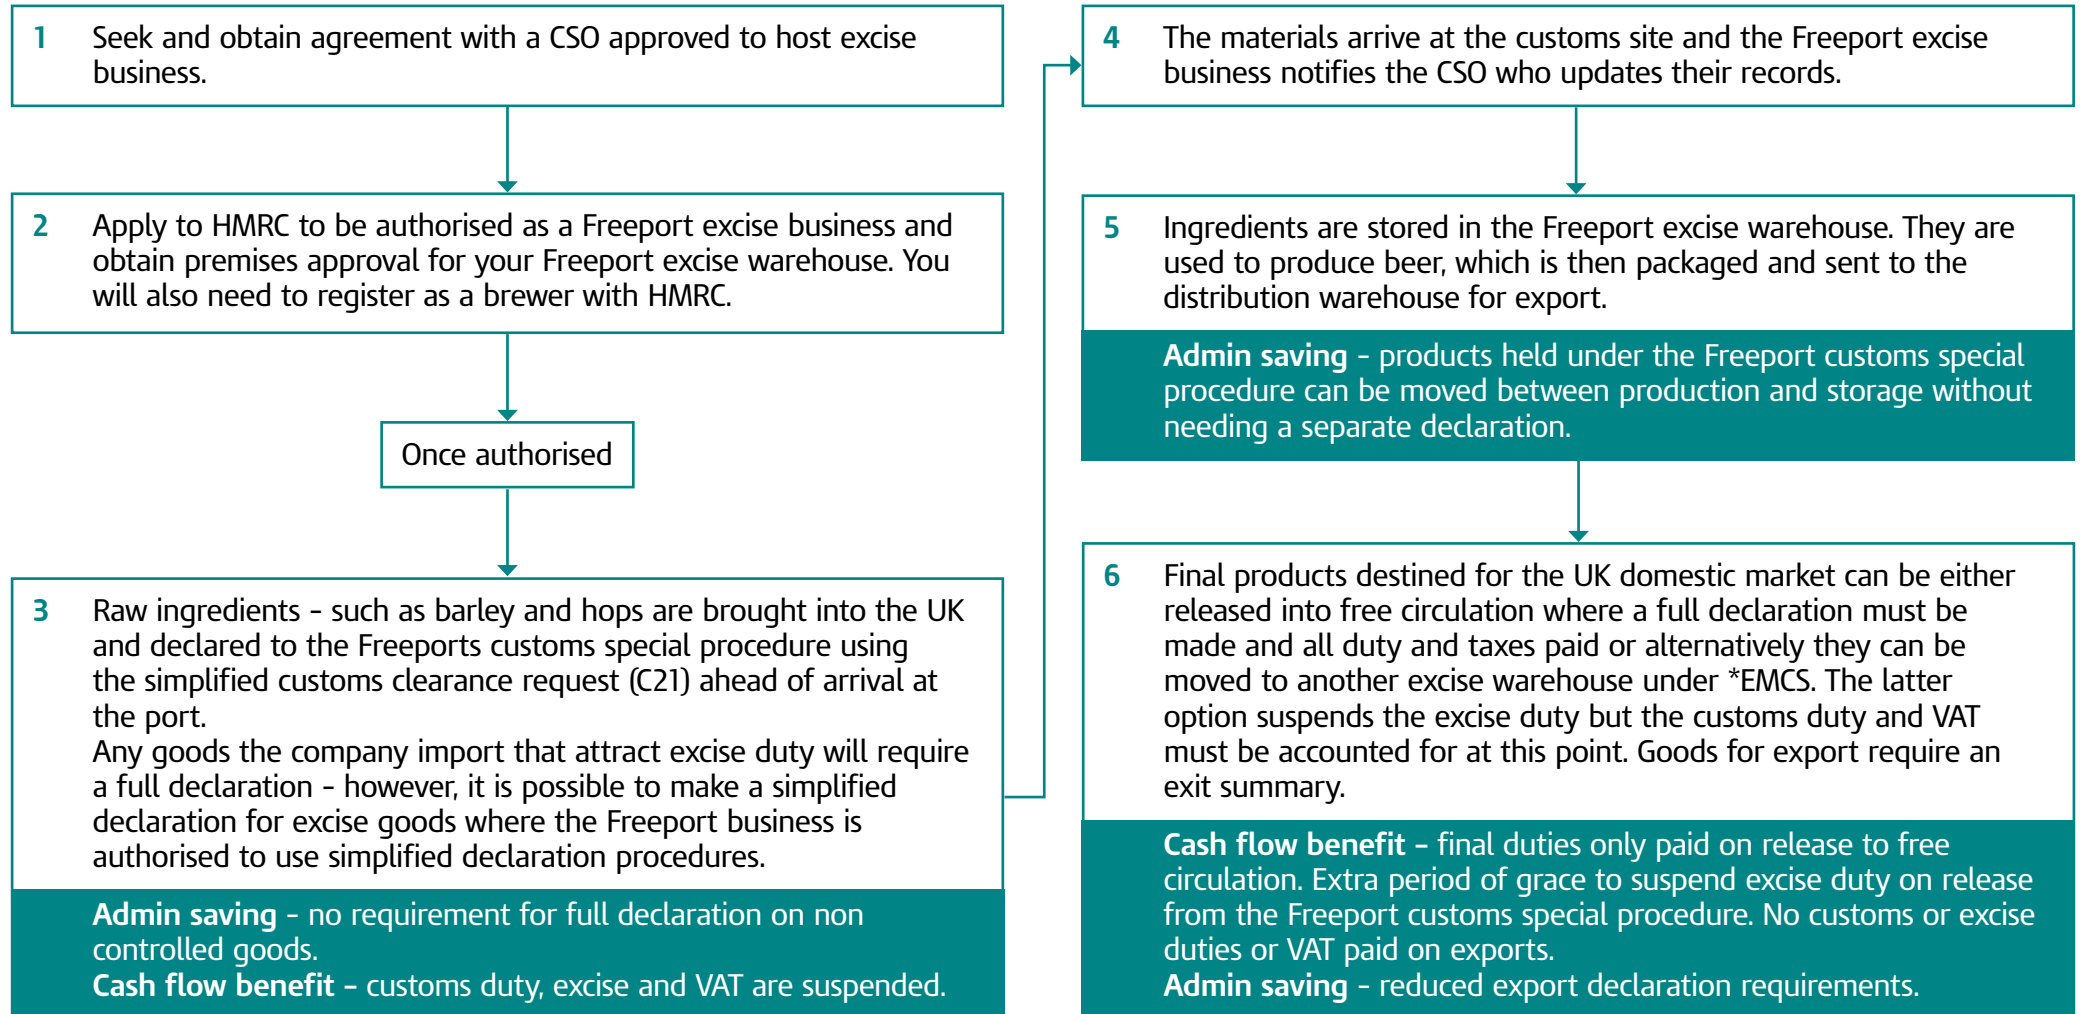 1 Seek and obtain agreement with a CSO approved to host excise
business.
2 Apply to HMRC to be authorised as a Freeport excise business and
obtain premises approval for your Freeport excise warehouse. You
will also need to register as a brewer with HMRC.
Once authorised
3 Raw ingredients – such as barley and hops are brought into the UK
and declared to the Freeports customs special procedure using
the simplified customs clearance request (C21) ahead of arrival at
the port.
Any goods the company import that attract excise duty will require
a full declaration – however, it is possible to make a simplified
declaration for excise goods where the Freeport business is
authorised to use simplified declaration procedures.
Admin saving – no requirement for full declaration on non
controlled goods.
Cash flow benefit – customs duty, excise and VAT are suspended.
4 The materials arrive at the customs site and the Freeport excise
business notifies the CSO who updates their records.
5 Ingredients are stored in the Freeport excise warehouse. They are
used to produce beer, which is then packaged and sent to the
distribution warehouse for export.
Admin saving – products held under the Freeport customs special
procedure can be moved between production and storage without
needing a separate declaration.
6 Final products destined for the UK domestic market can be either
released into free circulation where a full declaration must be
made and all duty and taxes paid or alternatively they can be
moved to another excise warehouse under *EMCS. The latter
option suspends the excise duty but the customs duty and VAT
must be accounted for at this point. Goods for export require an
exit summary.
Cash flow benefit – final duties only paid on release to free
circulation. Extra period of grace to suspend excise duty on release
from the Freeport customs special procedure. No customs or excise
duties or VAT paid on exports.
Admin saving – reduced export declaration requirements.